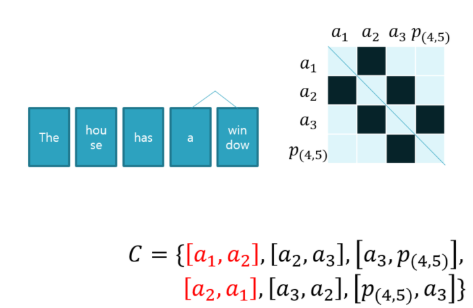 a₁ a₂ a₃ p₍₄,₅₎
a₁
a₂
a₃
p₍₄,₅₎
The
hou
se
has
a
win
dow
C = {[a₁, a₂], [a₂, a₃], [a₃, p₍₄,₅₎],
[a₂, a₁], [a₃, a₂], [p₍₄,₅₎, a₃]}